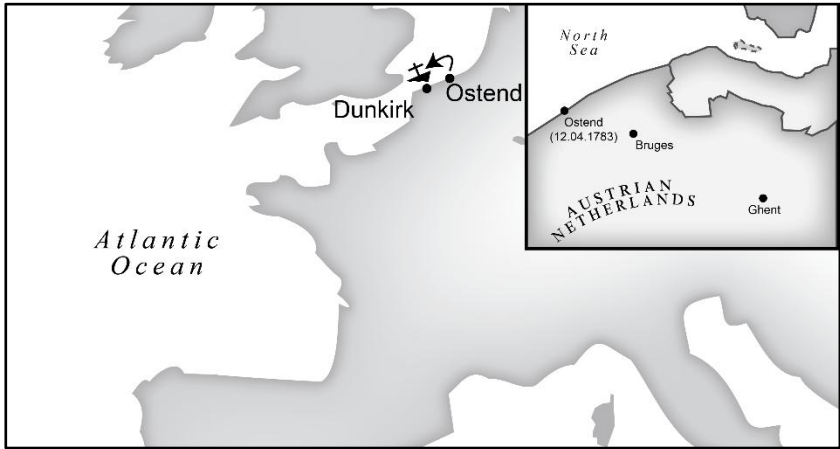 Dunkirk
Ostend
Atlantic
Ocean
North
Sea
Ostend
(12.04.1783)
Bruges
AUSTRIAN
NETHERLANDS
Ghent